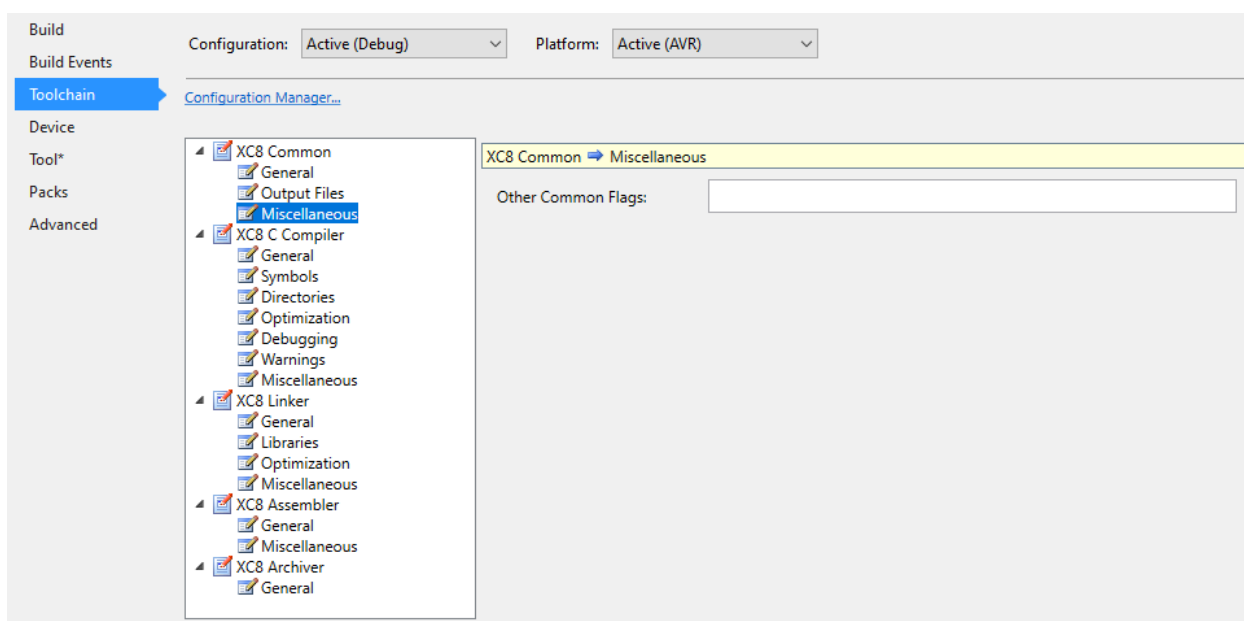 Build
Build Events
Toolchain
Device
Tool*
Packs
Advanced
Configuration: Active (Debug) Platform: Active (AVR)
Configuration Manager...
XC8 Common
General
Output Files
Miscellaneous
XC8 C Compiler
General
Symbols
Directories
Optimization
Debugging
Warnings
Miscellaneous
XC8 Linker
General
Libraries
Optimization
Miscellaneous
XC8 Assembler
General
Miscellaneous
XC8 Archiver
General
XC8 Common ➡ Miscellaneous
Other Common Flags: